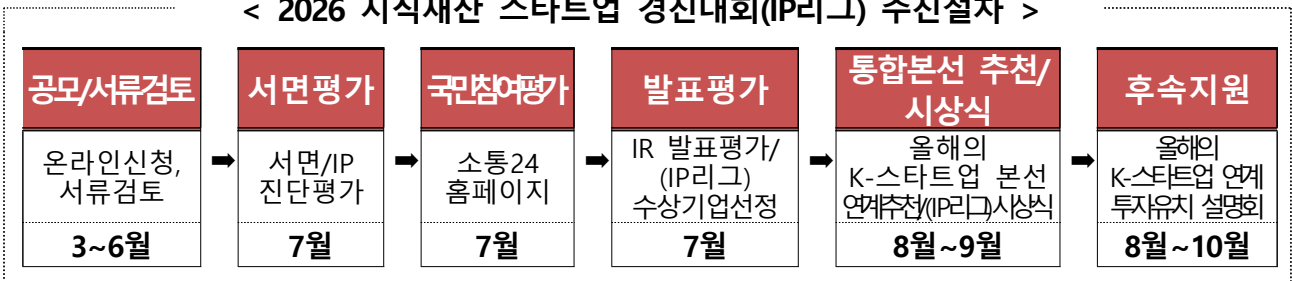 < 2026 지식재산 스타트업 경진대회(IP리그) 추진절차 >
공모/서류검토
온라인신청,
서류검토
3~6월
➡
서면평가
서면/IP
진단평가
7월
➡
국민참여평가
소통24
홈페이지
7월
➡
발표평가
IR 발표평가/
(IP리그)
수상기업선정
7월
➡
통합본선 추천/
시상식
올해의
K-스타트업 본선
연계추천/(IP리그)시상식
8월~9월
➡
후속지원
올해의
K-스타트업 연계
투자유치 설명회
8월~10월